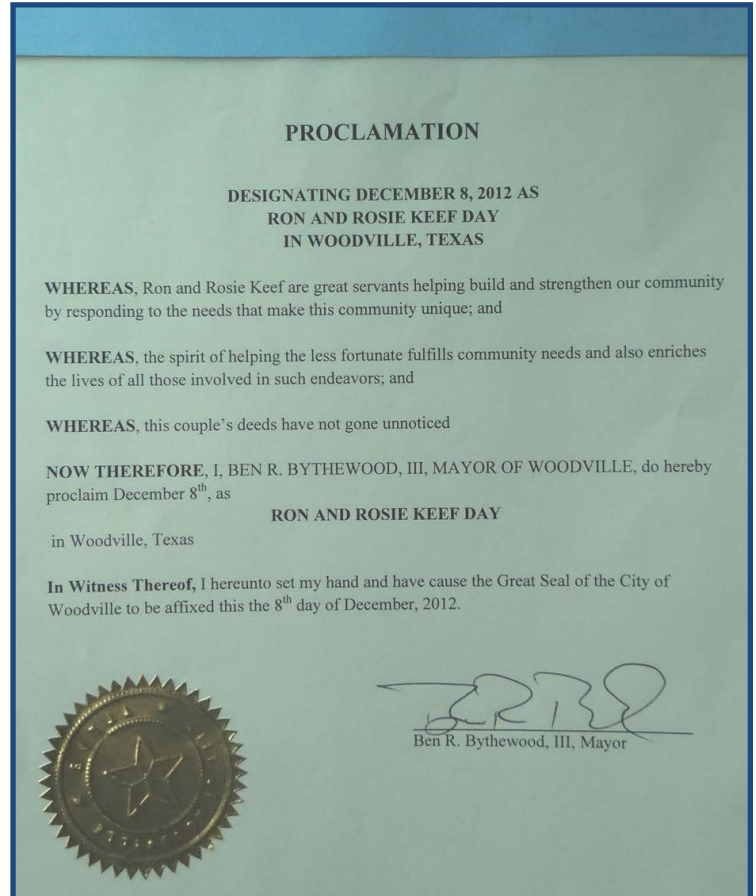 PROCLAMATION
DESIGNATING DECEMBER 8, 2012 AS
RON AND ROSIE KEEF DAY
IN WOODVILLE, TEXAS
WHEREAS, Ron and Rosie Keef are great servants helping build and strengthen our community
by responding to the needs that make this community unique; and
WHEREAS, the spirit of helping the less fortunate fulfills community needs and also enriches
the lives of all those involved in such endeavors; and
WHEREAS, this couple's deeds have not gone unnoticed
NOW THEREFORE, I, BEN R. BYTHEWOOD, III, MAYOR OF WOODVILLE, do hereby
proclaim December 8th, as
RON AND ROSIE KEEF DAY
in Woodville, Texas
In Witness Thereof, I hereunto set my hand and have cause the Great Seal of the City of
Woodville to be affixed this the 8th day of December, 2012.
Ben R. Bythewood, III, Mayor